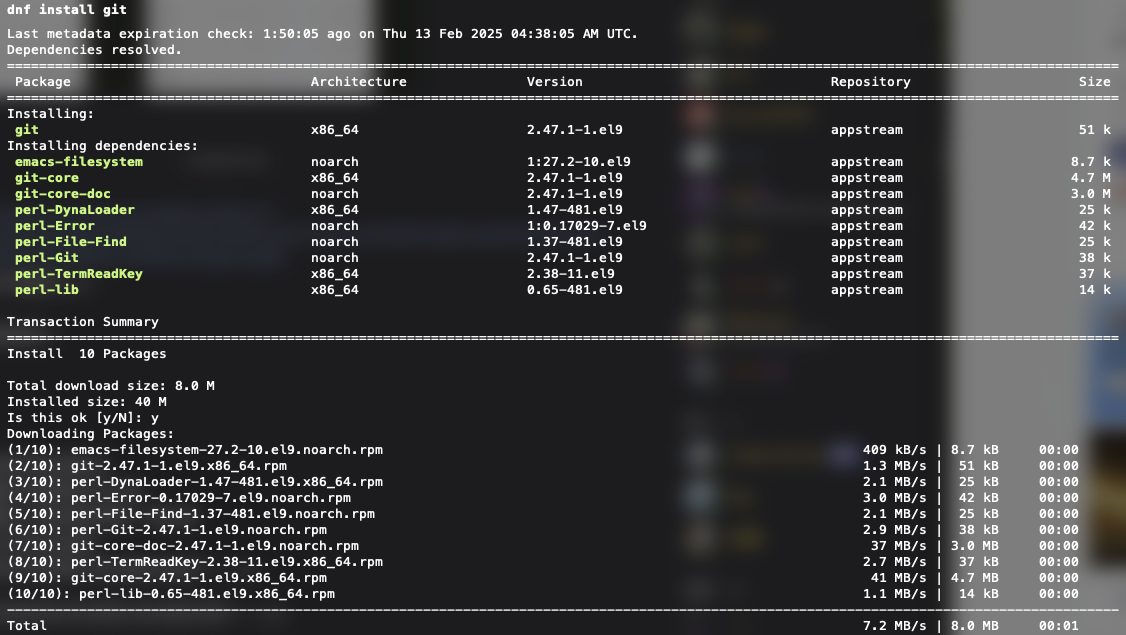 dnf install git
Last metadata expiration check: 1:50:05 ago on Thu 13 Feb 2025 04:38:05 AM UTC.
Dependencies resolved.
Package Architecture Version Repository Size
Installing:
git x86_64 2.47.1-1.el9 appstream 51 k
Installing dependencies:
emacs-filesystem noarch 1:27.2-10.el9 appstream 8.7 k
git-core x86_64 2.47.1-1.el9 appstream 4.7 M
git-core-doc noarch 2.47.1-1.el9 appstream 3.0 M
perl-DynaLoader x86_64 1.47-481.el9 appstream 25 k
perl-Error noarch 1:0.17029-7.el9 appstream 42 k
perl-File-Find noarch 1.37-481.el9 appstream 25 k
perl-Git noarch 2.47.1-1.el9 appstream 38 k
perl-TermReadKey x86_64 2.38-11.el9 appstream 37 k
perl-lib x86_64 0.65-481.el9 appstream 14 k
Transaction Summary
Install  10 Packages
Total download size: 8.0 M
Installed size: 40 M
Is this ok [y/N]: y
Downloading Packages:
(1/10): emacs-filesystem-27.2-10.el9.noarch.rpm 409 kB/s | 8.7 kB 00:00
(2/10): git-2.47.1-1.el9.x86_64.rpm 1.3 MB/s | 51 kB 00:00
(3/10): perl-DynaLoader-1.47-481.el9.x86_64.rpm 2.1 MB/s | 25 kB 00:00
(4/10): perl-Error-0.17029-7.el9.noarch.rpm 3.0 MB/s | 42 kB 00:00
(5/10): perl-File-Find-1.37-481.el9.noarch.rpm 2.1 MB/s | 25 kB 00:00
(6/10): perl-Git-2.47.1-1.el9.noarch.rpm 2.9 MB/s | 38 kB 00:00
(7/10): git-core-doc-2.47.1-1.el9.noarch.rpm 37 MB/s | 3.0 MB 00:00
(8/10): perl-TermReadKey-2.38-11.el9.x86_64.rpm 2.7 MB/s | 37 kB 00:00
(9/10): git-core-2.47.1-1.el9.x86_64.rpm 41 MB/s | 4.7 MB 00:00
(10/10): perl-lib-0.65-481.el9.x86_64.rpm 1.1 MB/s | 14 kB 00:00
Total 7.2 MB/s | 8.0 MB 00:01